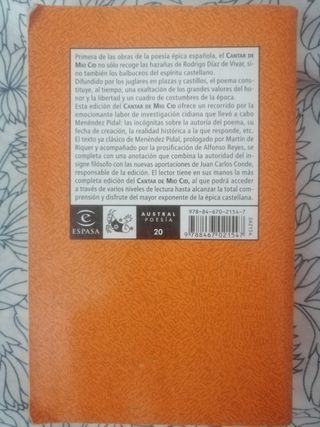 Primera de las obras de la poesía épica española, el CANTAR DE
MIO CID no sólo recoge las hazañas de Rodrigo Díaz de Vivar, si-
no también los balbuceos del espíritu castellano.
Difundido por los juglares en plazas y castillos, el poema cons-
tituye, al tiempo, una exaltación de los grandes valores del ho-
nor y la libertad y un cuadro de costumbres de la época.
Esta edición del CANTAR DE MIO CID ofrece un recorrido por la
emocionante labor de investigación cidiana que llevó a cabo
Menéndez Pidal: las incógnitas sobre la autoría del poema, su
fecha de creación, la realidad histórica a la que responde, etc.
El texto ya clásico de Menéndez Pidal, prologado por Martín de
Riquer y acompañado por la prosificación de Alfonso Reyes, se
completa con una anotación que combina la autoridad del in-
signe filósofo con las nuevas aportaciones de Juan Carlos Conde,
responsable de la edición. El lector tiene en sus manos la más
completa edición del CANTAR DE MIO CID, al que podrá acceder
a través de varios niveles de lectura hasta alcanzar la total com-
prensión y disfrute del mayor exponente de la épica castellana.
ESPASA
AUSTRAL
POESÍA
20
978-84-670-2154-7
9788467021547